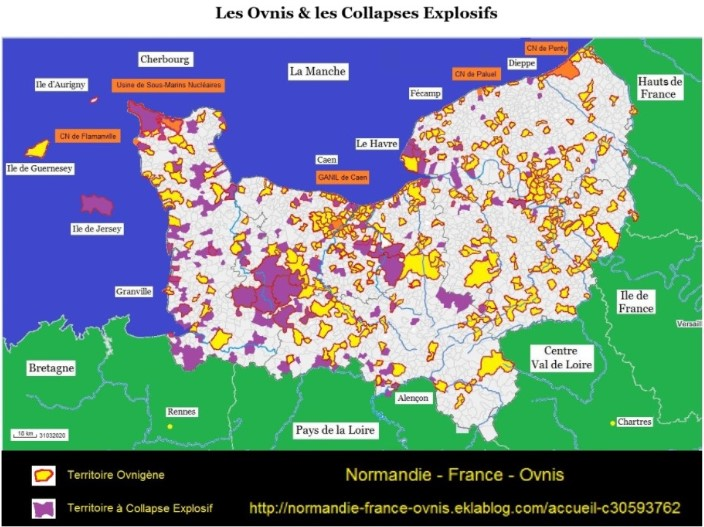 Les Ovnis & les Collapses Explosifs
CN de Penly
Cherbourg
Dieppe
La Manche
CN de Paluel
Hauts de
France
Ile d'Aurigny
Usine de Sous-Marins Nucléaires
Fécamp
CN de Flamanville
Le Havre
Caen
Ile de Guernesey
GANIL de Caen
Ile de Jersey
Granville
Ile de
France
Versail
Centre
Val de Loire
Bretagne
Alençon
Rennes
Chartres
Pays de la Loire
10 km 31032020
Territoire Ovnigène
Normandie - France - Ovnis
Territoire à Collapse Explosif
http://normandie-france-ovnis.eklablog.com/accueil-c30593762